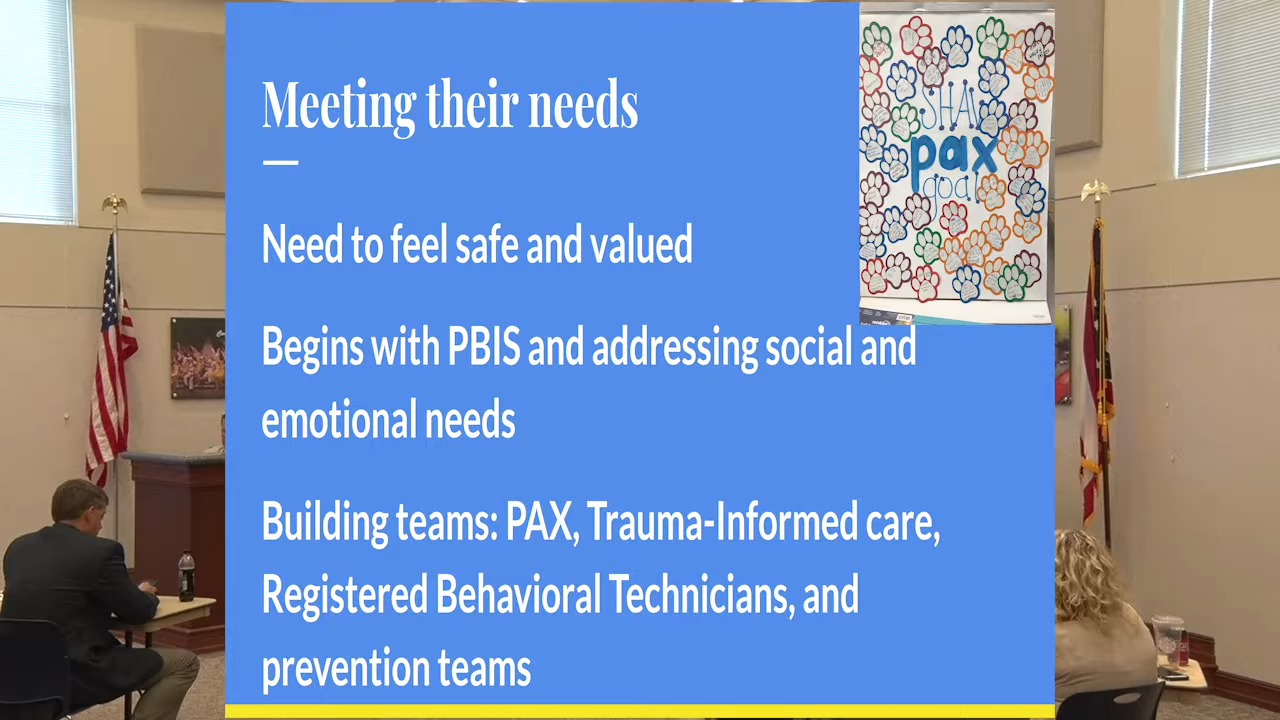 Meeting their needs
Need to feel safe and valued
Begins with PBIS and addressing social and
emotional needs
Building teams: PAX, Trauma-Informed care,
Registered Behavioral Technicians, and
prevention teams
pax
goal